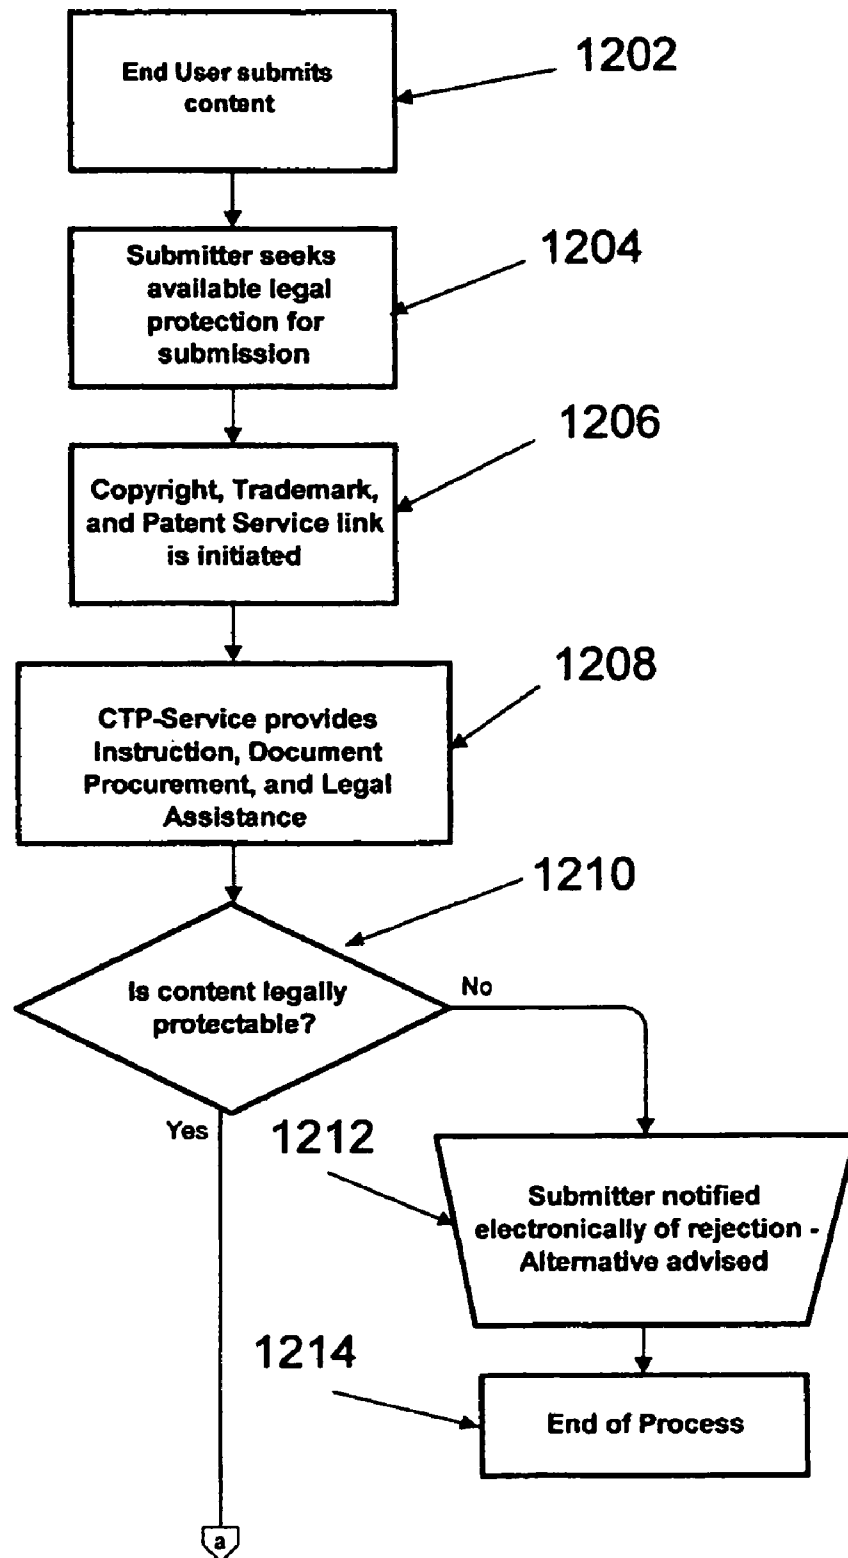 End User submits
content
1202
Submitter seeks
available legal
protection for
submission
1204
Copyright, Trademark,
and Patent Service link
is initiated
1206
CTP-Service provides
Instruction, Document
Procurement, and Legal
Assistance
1208
Is content legally
protectable?
1210
No
Yes
1212
Submitter notified
electronically of rejection -
Alternative advised
1214
End of Process
a